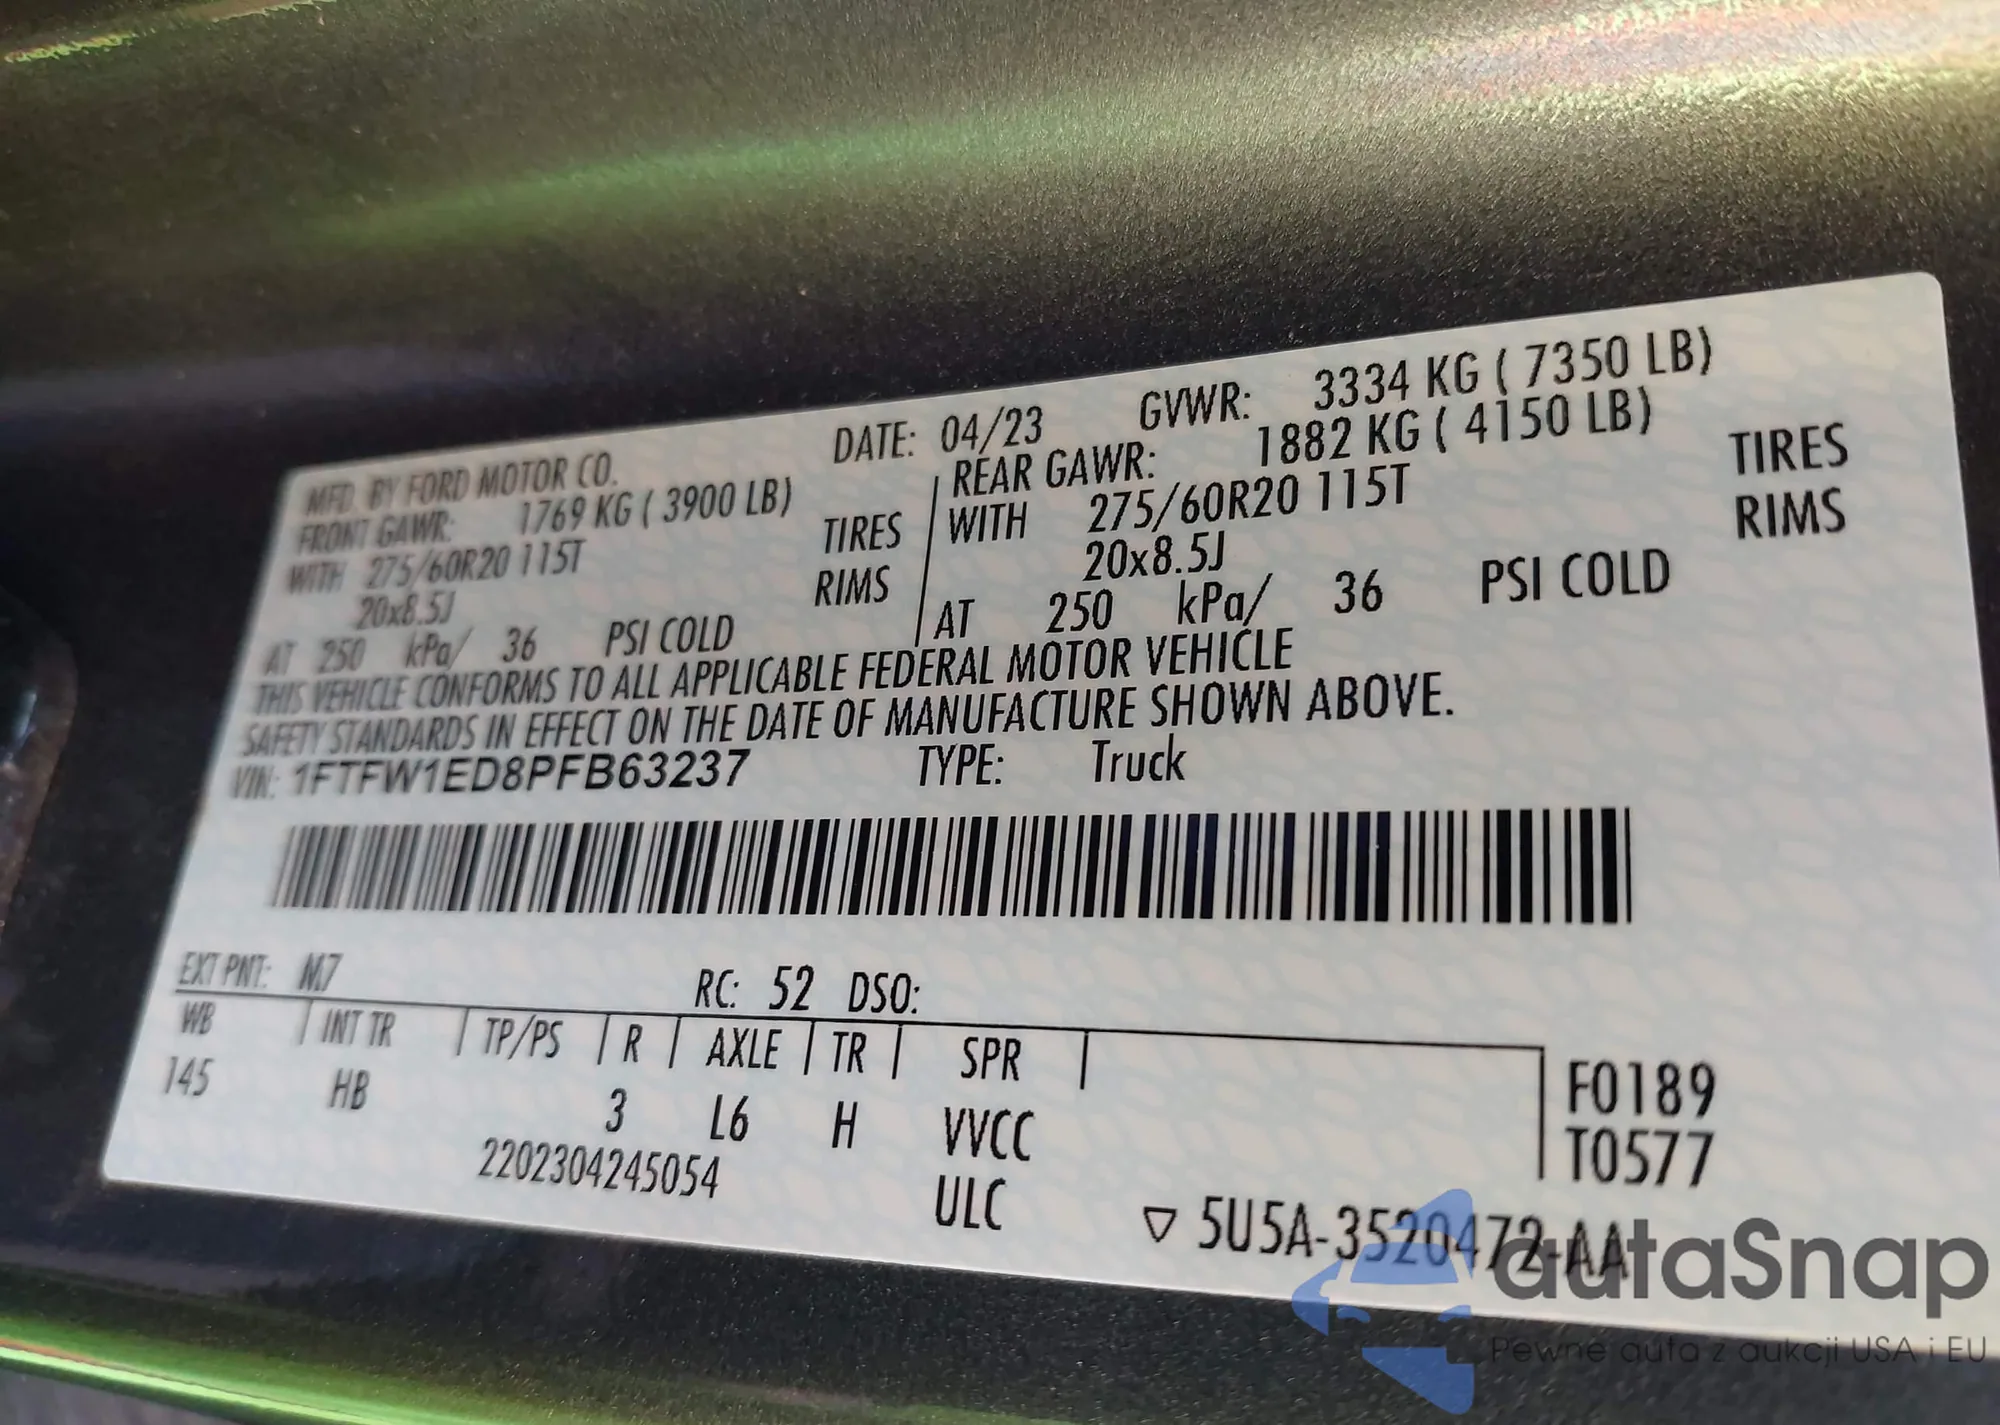 MFD. BY FORD MOTOR CO. DATE: 04/23 GVWR: 3334 KG ( 7350 LB)
FRONT GAWR: 1769 KG ( 3900 LB) REAR GAWR: 1882 KG ( 4150 LB)
WITH 275/60R20 115T TIRES WITH 275/60R20 115T TIRES
20x8.5J RIMS 20x8.5J RIMS
AT 250 kPa/ 36 PSI COLD AT 250 kPa/ 36 PSI COLD
THIS VEHICLE CONFORMS TO ALL APPLICABLE FEDERAL MOTOR VEHICLE
SAFETY STANDARDS IN EFFECT ON THE DATE OF MANUFACTURE SHOWN ABOVE.
VIN: 1FTFW1ED8PFB63237 TYPE: Truck
EXT PNT: M7 RC: 52 DSO:
WB INT TR TP/PS R AXLE TR SPR F0189
145 HB 3 L6 H VVCC T0577
2202304245054 ULC ▽ 5U5A-3520472-AA
autaSnap
Pewne auta z aukcji USA i EU